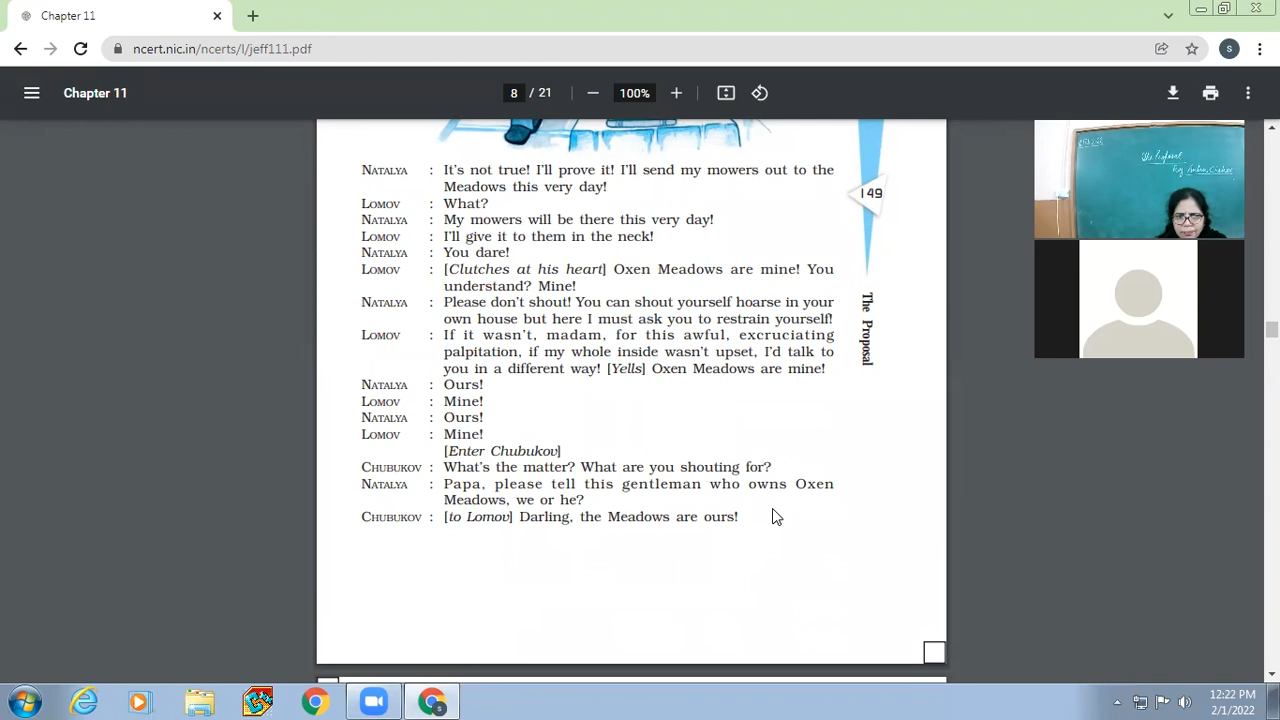 Chapter 11
ncert.nic.in/ncerts/l/jeff111.pdf
S
Chapter 11
8 / 21
100%
NATALYA : It's not true! I'll prove it! I'll send my mowers out to the
Meadows this very day!
LOMOV : What?
NATALYA : My mowers will be there this very day!
LOMOV : I'll give it to them in the neck!
NATALYA : You dare!
LOMOV : [Clutches at his heart] Oxen Meadows are mine! You
understand? Mine!
NATALYA : Please don't shout! You can shout yourself hoarse in your
own house but here I must ask you to restrain yourself!
LOMOV : If it wasn't, madam, for this awful, excruciating
palpitation, if my whole inside wasn't upset, I'd talk to
you in a different way! [Yells] Oxen Meadows are mine!
NATALYA : Ours!
LOMOV : Mine!
NATALYA : Ours!
LOMOV : Mine!
[Enter Chubukov]
CHUBUKOV : What's the matter? What are you shouting for?
NATALYA : Papa, please tell this gentleman who owns Oxen
Meadows, we or he?
CHUBUKOV : [to Lomov] Darling, the Meadows are ours!
149
The Proposal
The Proposal
By Anton Chekov
12:22 PM
2/1/2022